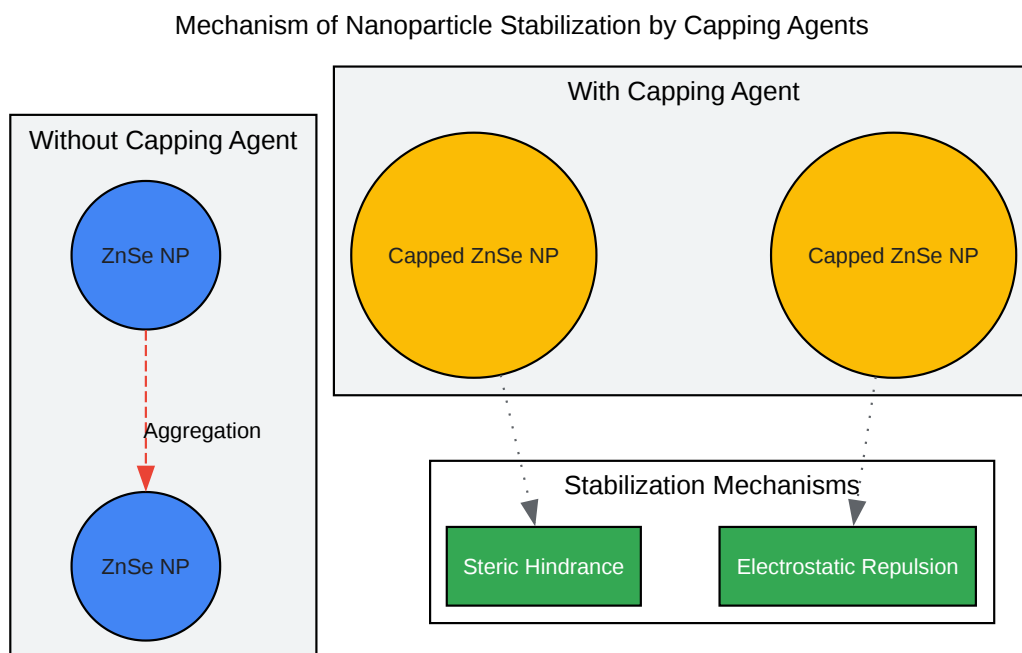 Mechanism of Nanoparticle Stabilization by Capping Agents
Without Capping Agent
ZnSe NP
Aggregation
ZnSe NP
With Capping Agent
Capped ZnSe NP
Capped ZnSe NP
Stabilization Mechanisms
Steric Hindrance
Electrostatic Repulsion